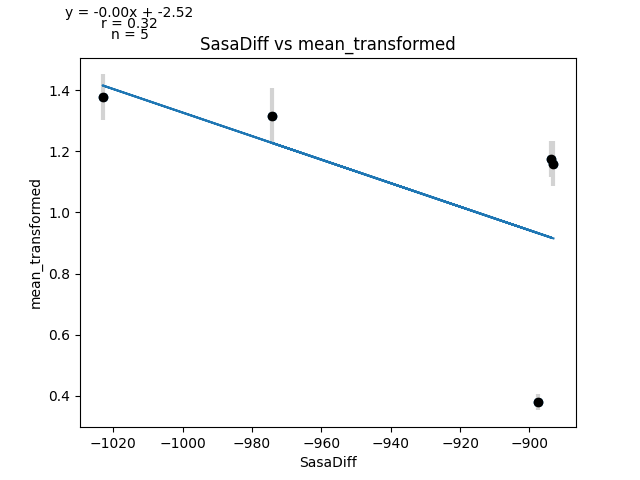 y = -0.00x + -2.52
r = 0.32
n = 5
SasaDiff vs mean_transformed
1.4
1.2
1.0
0.8
0.6
0.4
mean_transformed
−1020
−1000
−980
−960
−940
−920
−900
SasaDiff